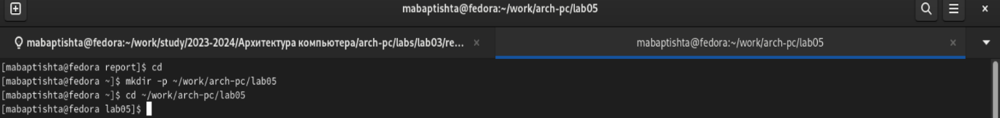 mabaptishta@fedora:~/work/arch-pc/lab05
mabaptishta@fedora:~/work/study/2023-2024/Архитектура компьютера/arch-pc/labs/lab03/re...
mabaptishta@fedora:~/work/arch-pc/lab05
[mabaptishta@fedora report]$ cd
[mabaptishta@fedora ~]$ mkdir -p ~/work/arch-pc/lab05
[mabaptishta@fedora ~]$ cd ~/work/arch-pc/lab05
[mabaptishta@fedora lab05]$